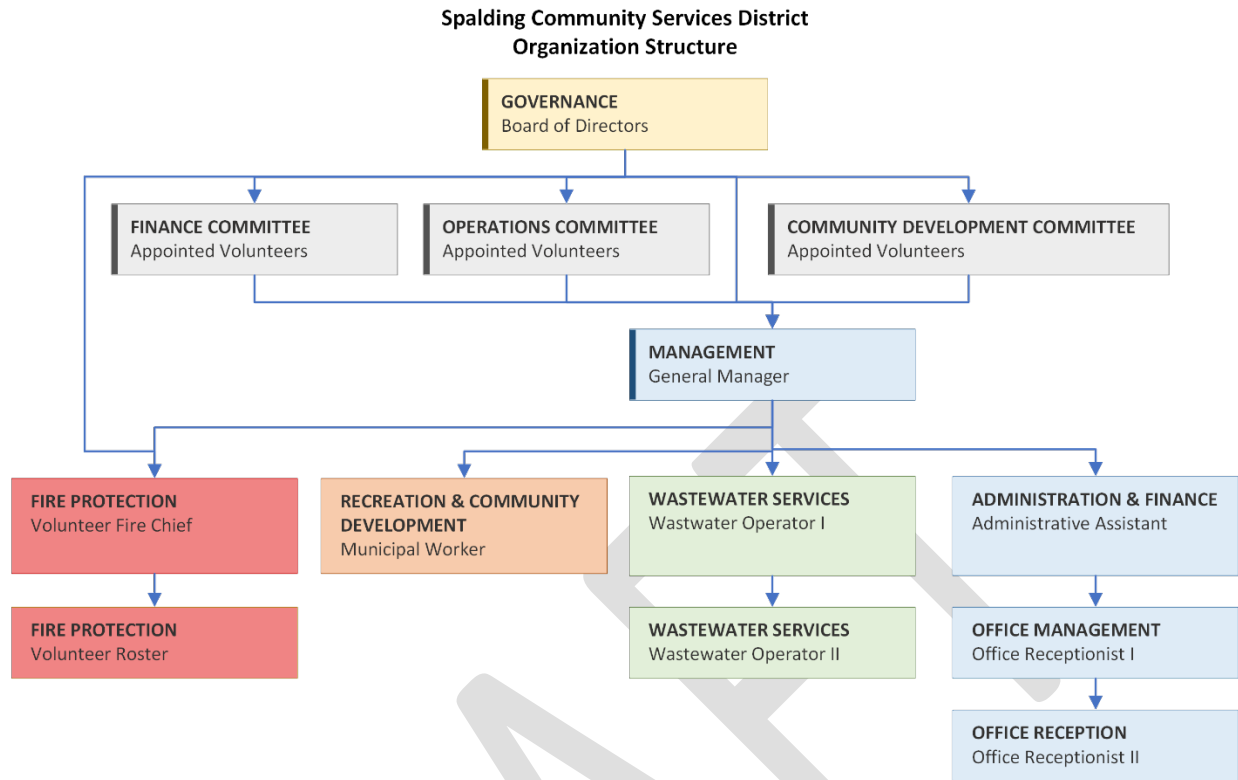 Spalding Community Services District
Organization Structure
GOVERNANCE
Board of Directors
FINANCE COMMITTEE
Appointed Volunteers
OPERATIONS COMMITTEE
Appointed Volunteers
COMMUNITY DEVELOPMENT COMMITTEE
Appointed Volunteers
MANAGEMENT
General Manager
FIRE PROTECTION
Volunteer Fire Chief
RECREATION & COMMUNITY
DEVELOPMENT
Municipal Worker
WASTEWATER SERVICES
Wastwater Operator I
ADMINISTRATION & FINANCE
Administrative Assistant
FIRE PROTECTION
Volunteer Roster
WASTEWATER SERVICES
Wastewater Operator II
OFFICE MANAGEMENT
Office Receptionist I
OFFICE RECEPTION
Office Receptionist II